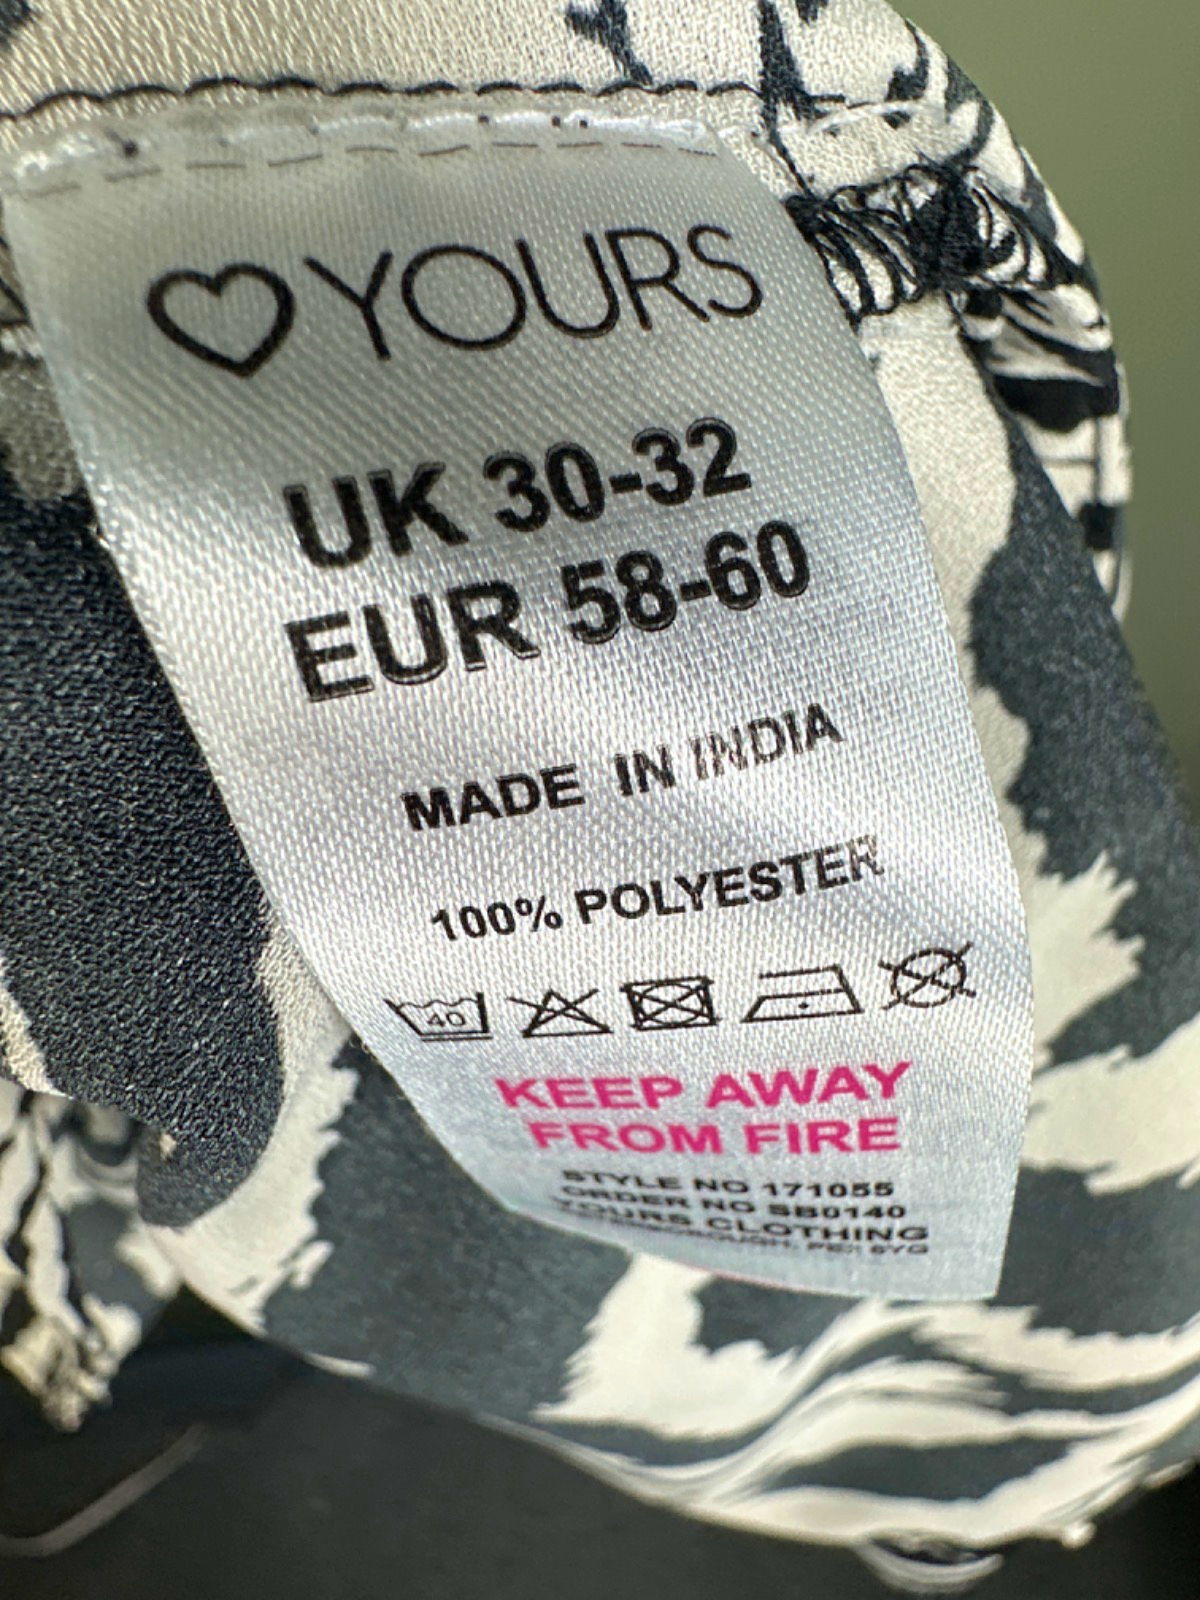 YOURS
UK 30-32
EUR 58-60
MADE IN INDIA
100% POLYESTER
40
KEEP AWAY
FROM FIRE
STYLE NO 171055
ORDER NO SB0140
YOURS CLOTHING